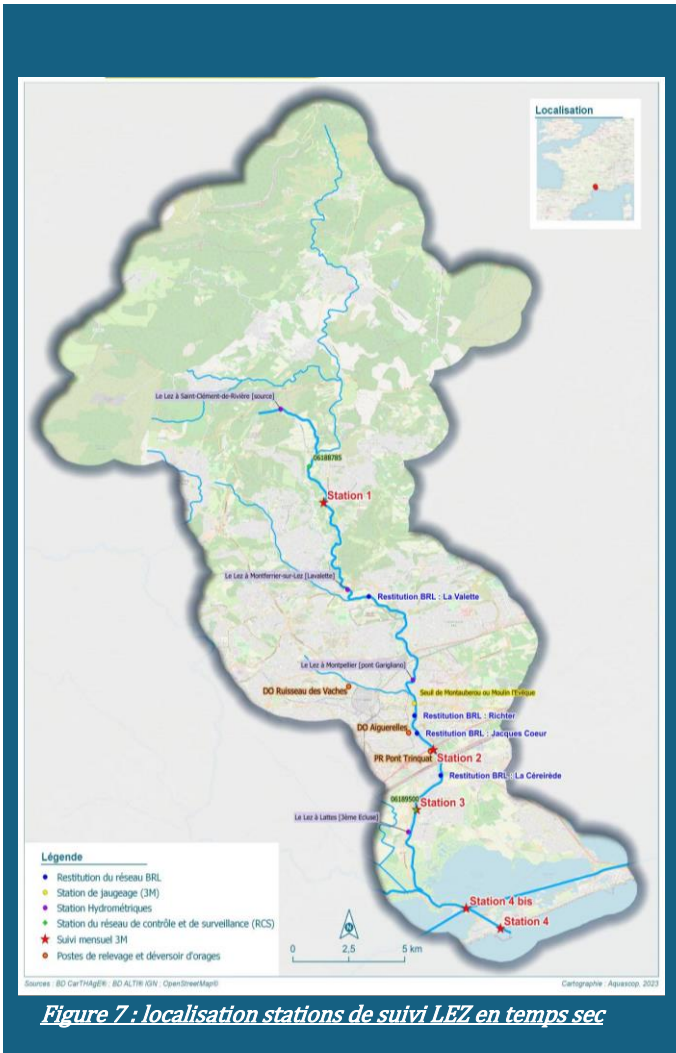 Localisation
Le Lez à Saint-Clément-de-Rivière [source]
06188785
Station 1
Le Lez à Montferrier-sur-Lez [Lavalette]
Restitution BRL : La Valette
Le Lez à Montpellier [pont Garigliano]
DO Ruisseau des Vaches
Seuil de Montauberou ou Moulin l'Evêque
Restitution BRL : Richter
DO Aiguerelles
Restitution BRL : Jacques Coeur
PR Pont Trinquat
Station 2
Restitution BRL : La Céreirède
06189500
Station 3
Le Lez à Lattes [3ème Ecluse]
Station 4 bis
Station 4
Légende
Restitution du réseau BRL
Station de jaugeage (3M)
Station Hydrométriques
Station du réseau de contrôle et de surveillance (RCS)
Suivi mensuel 3M
Postes de relevage et déversoir d'orages
N
0 2,5 5 km
Sources : BD CarTHAgE® ; BD ALTI® IGN ; OpenStreetMap©
Cartographie : Aquascop, 2023
Figure 7 : localisation stations de suivi LEZ en temps sec